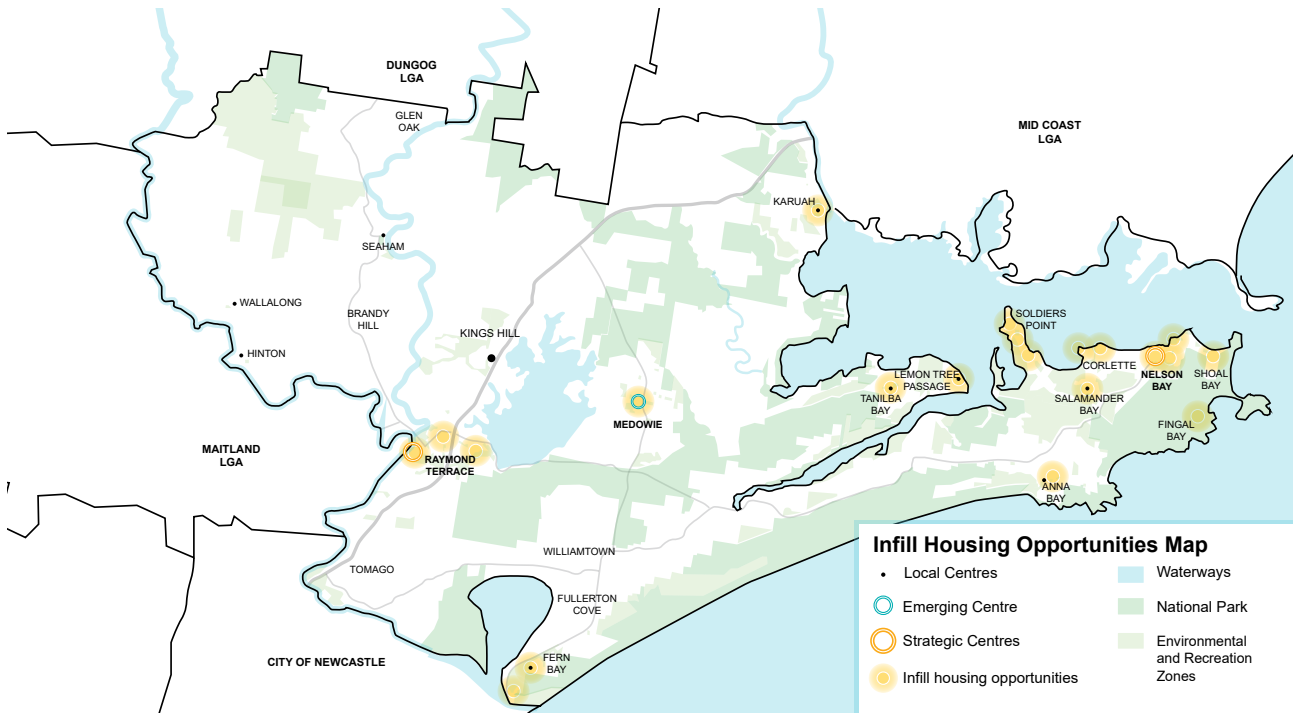 DUNGOG
LGA
GLEN
OAK
MID COAST
LGA
KARUAH
SEAHAM
WALLALONG
BRANDY
HILL
SOLDIERS
POINT
KINGS HILL
HINTON
CORLETTE
NELSON
BAY
SHOAL
BAY
LEMON TREE
PASSAGE
TANILBA
BAY
SALAMANDER
BAY
MEDOWIE
FINGAL
BAY
MAITLAND
LGA
RAYMOND
TERRACE
ANNA
BAY
WILLIAMTOWN
TOMAGO
FULLERTON
COVE
CITY OF NEWCASTLE
FERN
BAY
Infill Housing Opportunities Map
Local Centres
Emerging Centre
Strategic Centres
Infill housing opportunities
Waterways
National Park
Environmental
and Recreation
Zones